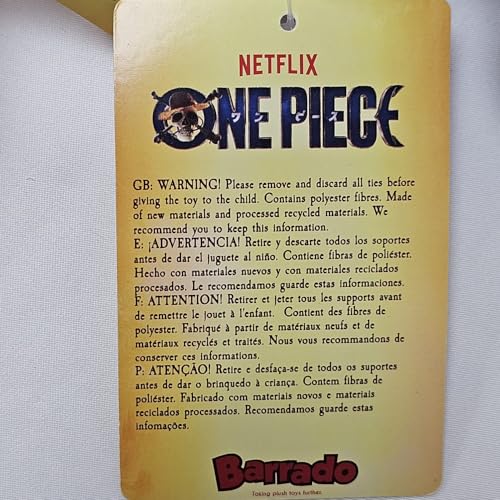 NETFLIX
ONE PIECE
ワンピース
GB: WARNING! Please remove and discard all ties before
giving the toy to the child. Contains polyester fibres. Made
of new materials and processed recycled materials. We
recommend you to keep this information.
E: ¡ADVERTENCIA! Retire y descarte todos los soportes
antes de dar el juguete al niño. Contiene fibras de poliéster.
Hecho con materiales nuevos y con materiales reciclados
procesados. Le recomendamos guarde estas informaciones.
F: ATTENTION! Retirer et jeter tous les supports avant
de remettre le jouet à l'enfant. Contient des fibres de
polyester. Fabriqué à partir de matériaux neufs et de
matériaux recyclés et traités. Nous vous recommandons de
conserver ces informations.
P: ATENÇÃO! Retire e desfaça-se de todos os suportes
antes de dar o brinquedo à criança. Contem fibras de
poliéster. Fabricado com materiais novos e materiais
reciclados processados. Recomendamos guarde estas
infomações.
Barrado
Taking plush toys further.